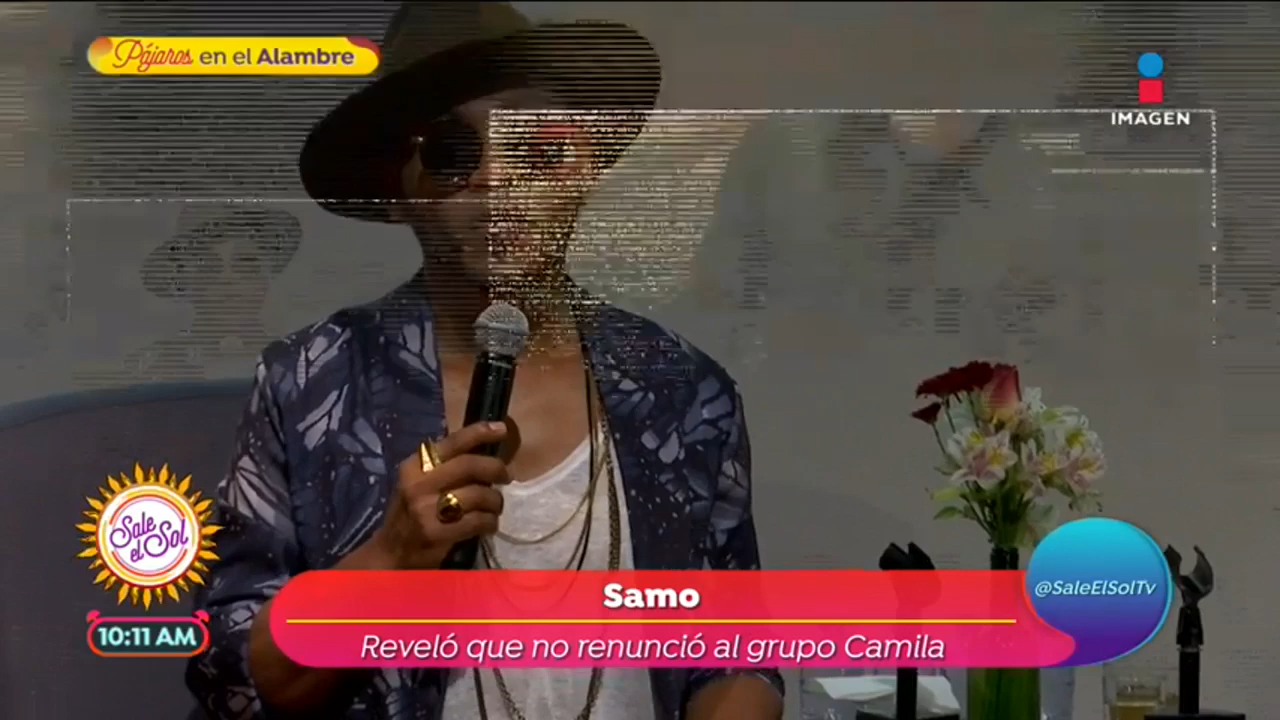 Pájaros en el Alambre
IMAGEN
Sale
el Sol
10:11 AM
Samo
Reveló que no renunció al grupo Camila
@SaleElSolTv